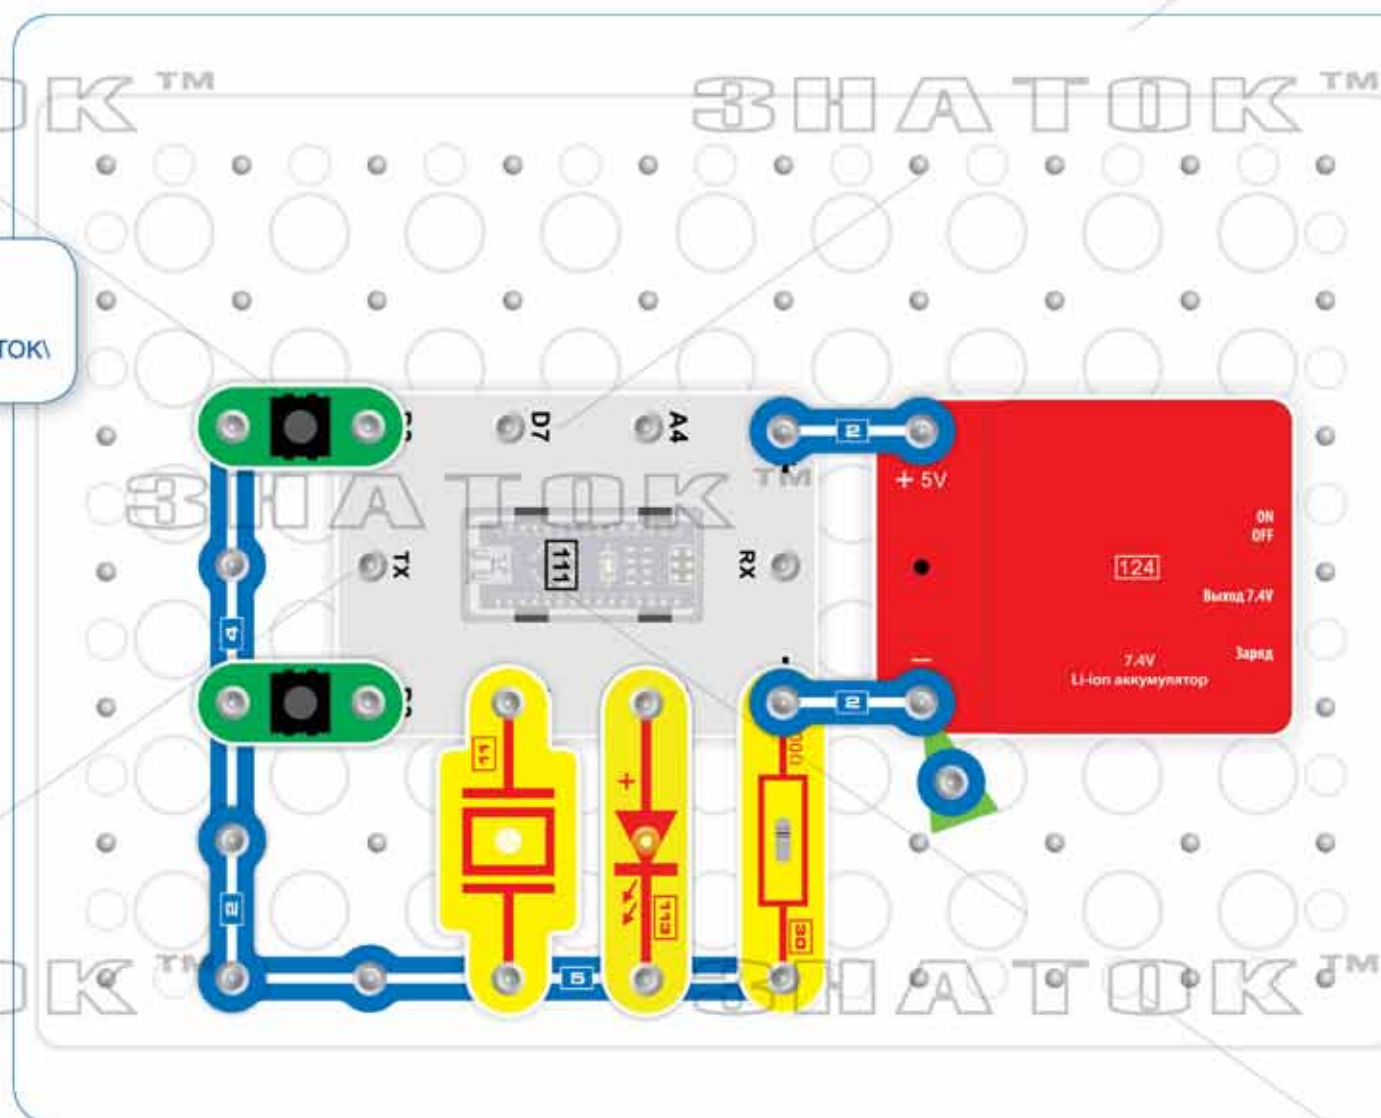 ЗНАТОК™
ТОК\
D7
A4
2
+ 5V
ЗНАТОК™
ON
OFF
TX
111
RX
124
Выход 7.4V
4
Заряд
7.4V
Li-ion аккумулятор
2
11
+
113
30
2
5
ЗНАТОК™